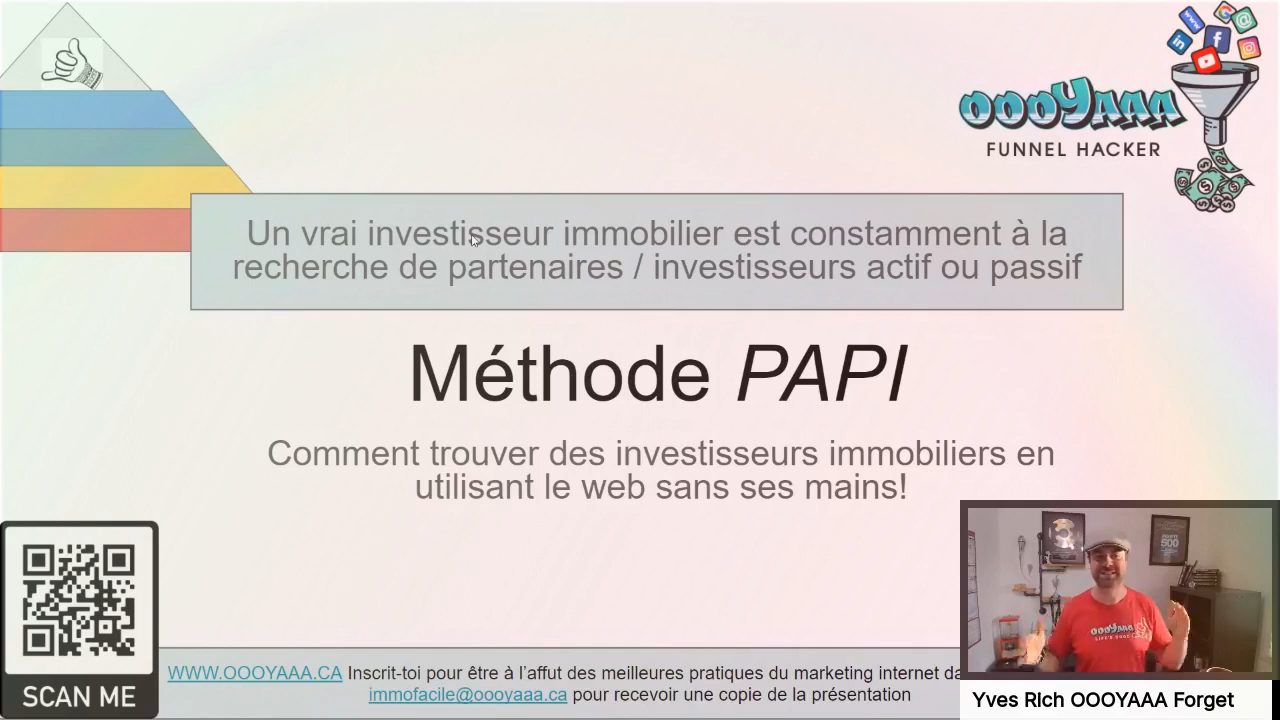 OOOYAAA
FUNNEL HACKER
Un vrai investisseur immobilier est constamment à la
recherche de partenaires / investisseurs actif ou passif
Méthode PAPI
Comment trouver des investisseurs immobiliers en
utilisant le web sans ses mains!
SCAN ME
WWW.OOOYAAA.CA Inscrit-toi pour être à l'affut des meilleures pratiques du marketing internet da
immofacile@oooyaaa.ca pour recevoir une copie de la présentation
OOOYAAA
500
Yves RIch OOOYAAA Forget